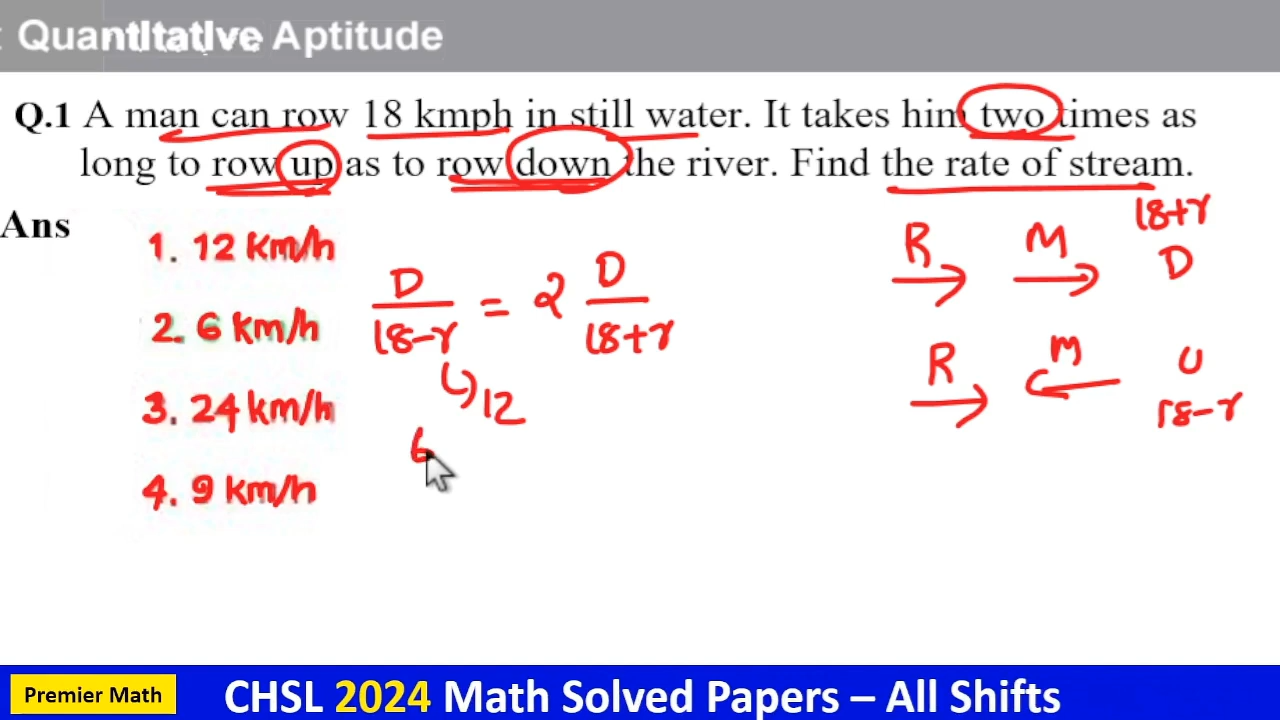 Quantitative Aptitude
Q.1 A man can row 18 kmph in still water. It takes him two times as
long to row up as to row down the river. Find the rate of stream.
Ans
1. 12 km/h
2. 6 km/h
3. 24 km/h
4. 9 km/h
D/18-r = 2 D/18+r
12
6
18+r
R M D
R M U
18-r
Premier Math
CHSL 2024 Math Solved Papers – All Shifts